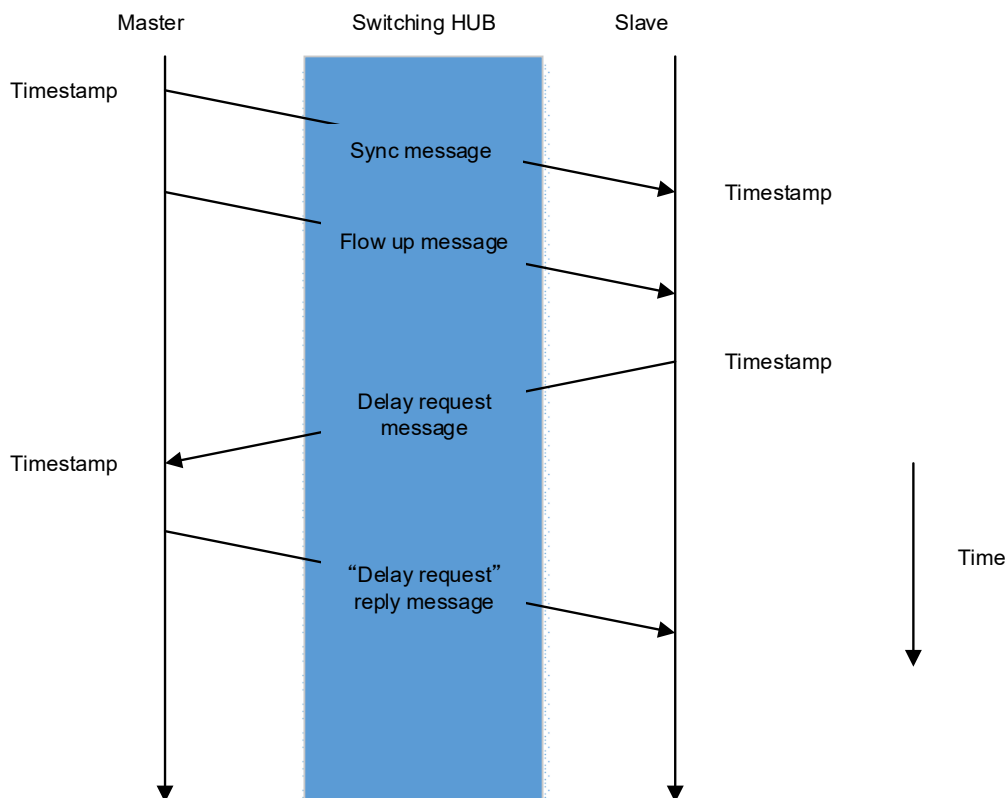 Master
Switching HUB
Slave
Timestamp
Sync message
Timestamp
Flow up message
Timestamp
Delay request
message
Timestamp
Time
“Delay request”
reply message